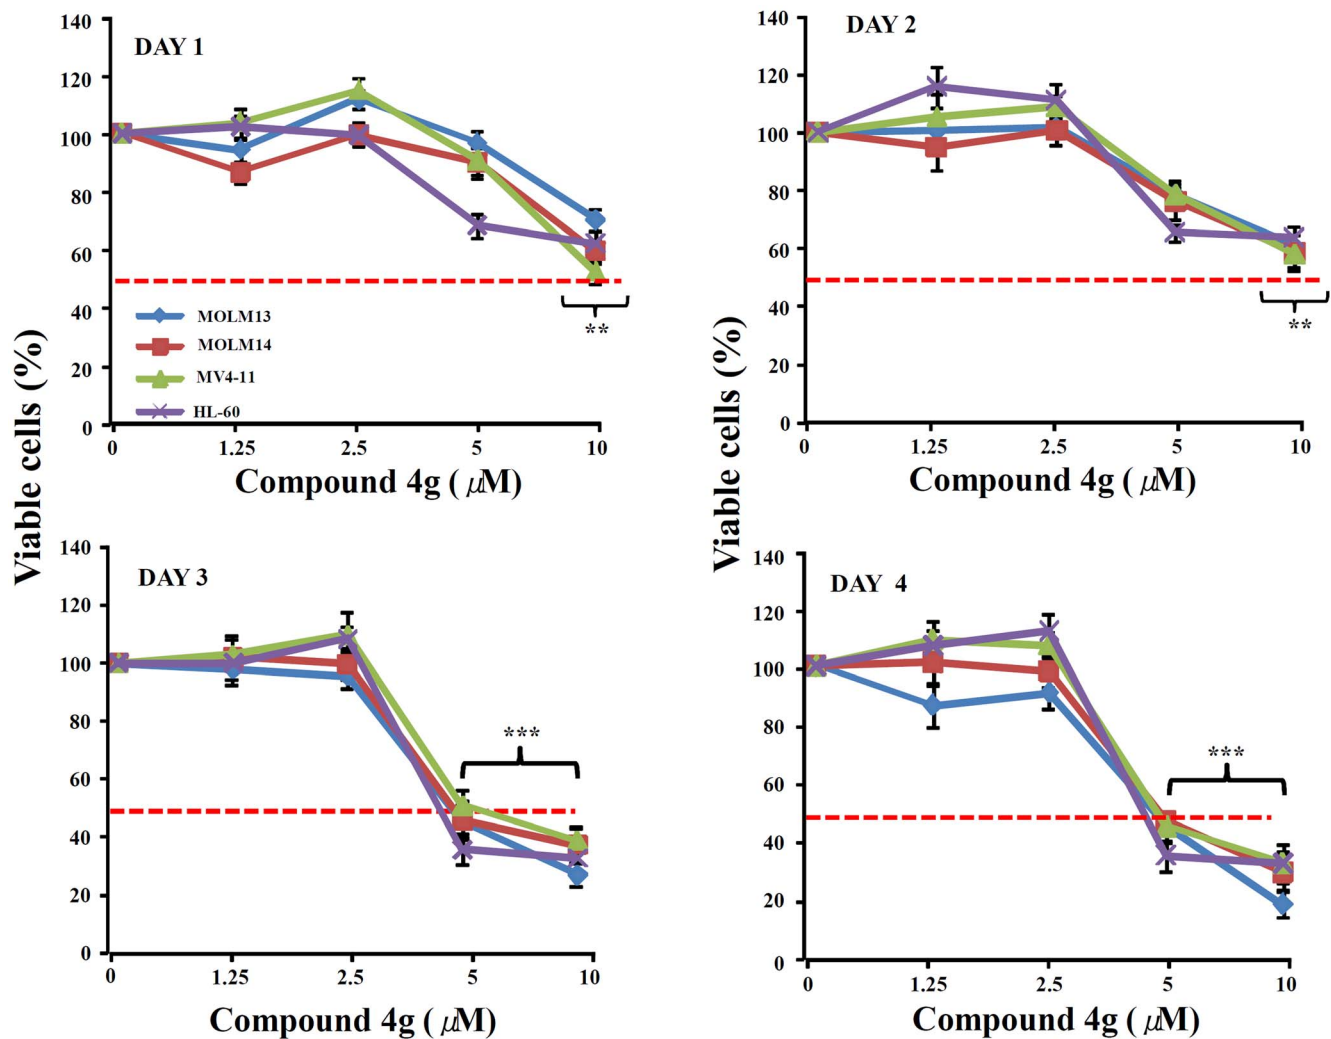 DAY 1
140
120
100
80
60
40
20
0
**
MOLM13
MOLM14
MV4-11
HL-60
0 1.25 2.5 5 10
Compound 4g ( μM)
Viable cells (%)
DAY 2
140
120
100
80
60
40
20
0
**
0 1.25 2.5 5 10
Compound 4g ( μM)
Viable cells (%)
DAY 3
140
120
100
80
60
40
20
0
***
0 1.25 2.5 5 10
Compound 4g ( μM)
DAY 4
140
120
100
80
60
40
20
0
***
0 1.25 2.5 5 10
Compound 4g ( μM)